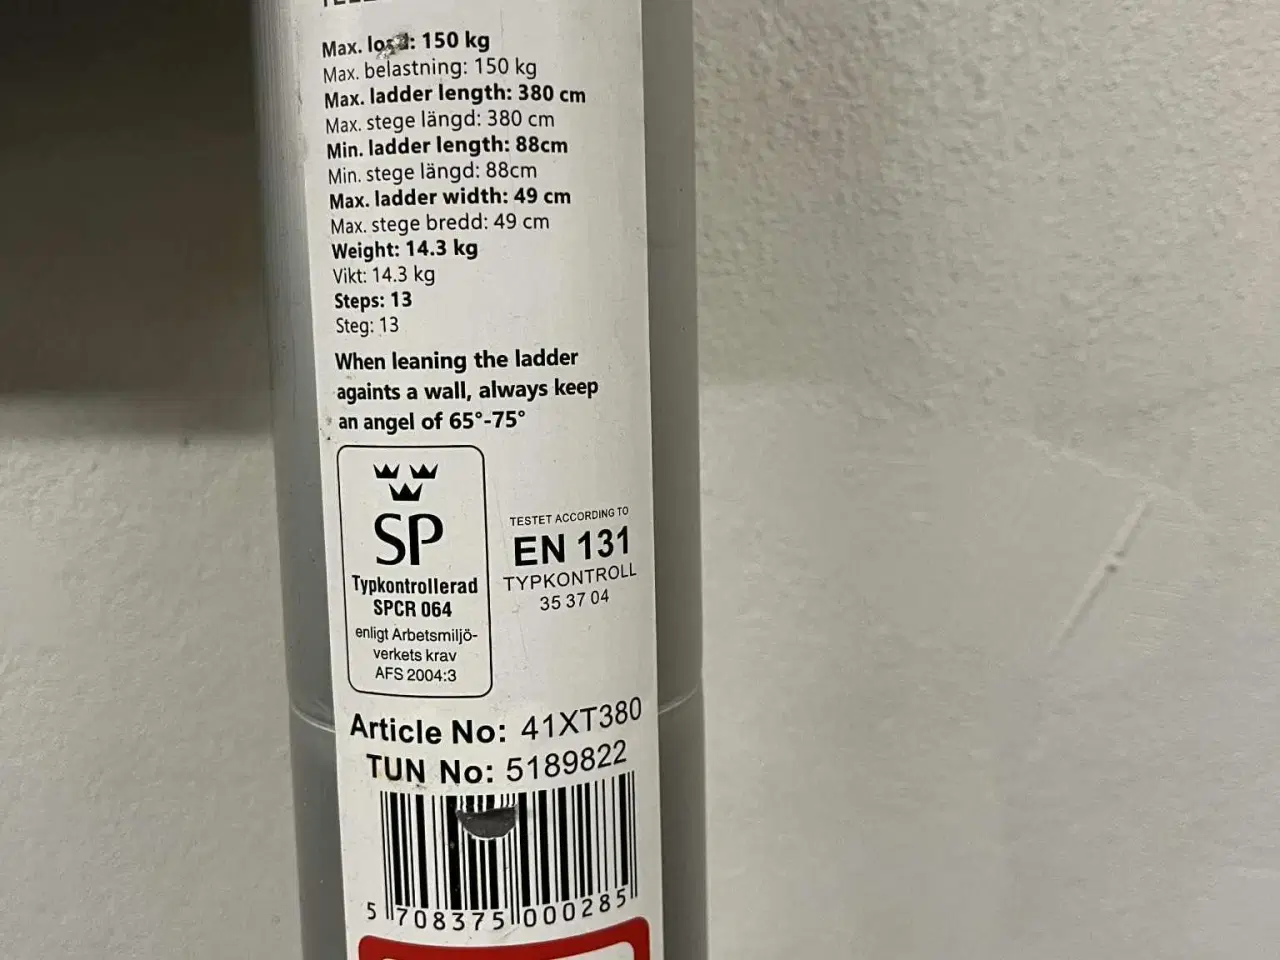 Max. load: 150 kg
Max. belastning: 150 kg
Max. ladder length: 380 cm
Max. stege längd: 380 cm
Min. ladder length: 88cm
Min. stege längd: 88cm
Max. ladder width: 49 cm
Max. stege bredd: 49 cm
Weight: 14.3 kg
Vikt: 14.3 kg
Steps: 13
Steg: 13
When leaning the ladder
againts a wall, always keep
an angel of 65°-75°
SP
Typkontrollerad
SPCR 064
enligt Arbetsmiljö-
verkets krav
AFS 2004:3
TESTET ACCORDING TO
EN 131
TYPKONTROLL
35 37 04
Article No: 41XT380
TUN No: 5189822
5 708375 000285